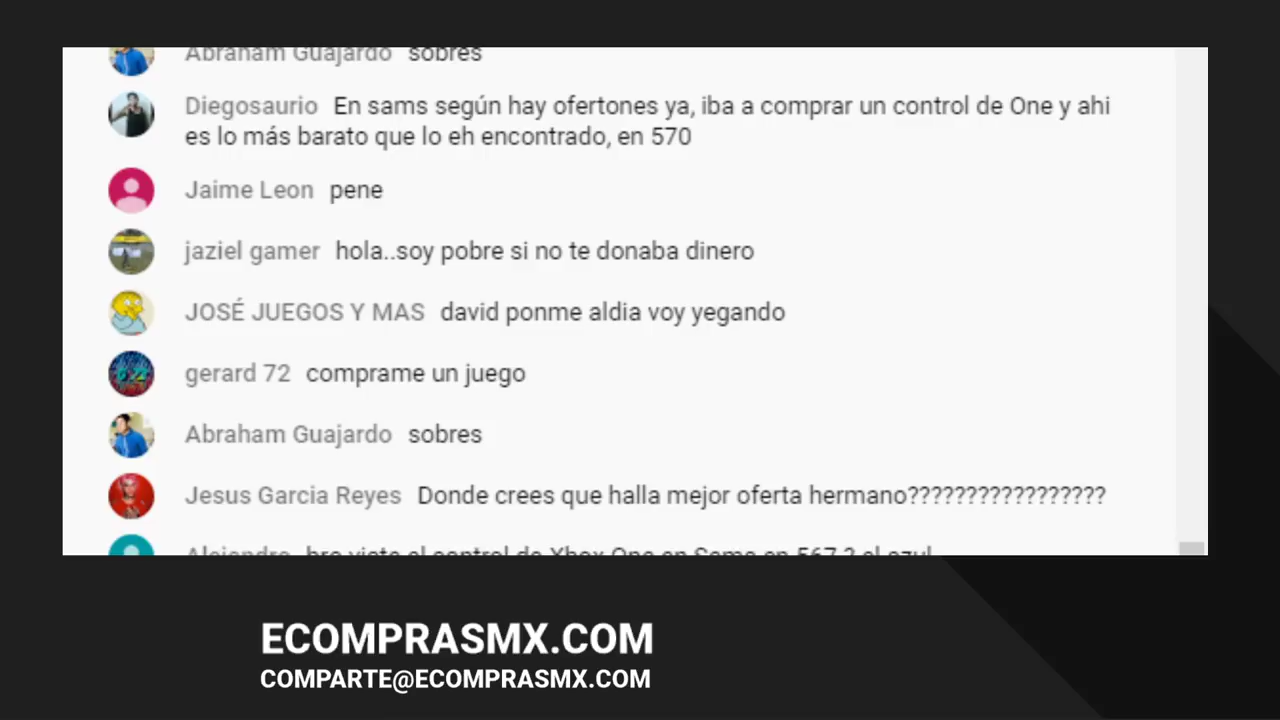 Abraham Guajardo sobres
Diegosaurio En sams según hay ofertones ya, iba a comprar un control de One y ahi
es lo más barato que lo eh encontrado, en 570
Jaime Leon pene
jaziel gamer hola..soy pobre si no te donaba dinero
JOSÉ JUEGOS Y MAS david ponme aldia voy yegando
gerard 72 comprame un juego
Abraham Guajardo sobres
Jesus Garcia Reyes Donde crees que halla mejor oferta hermano?????????????????
Alejandro bro viste el control de Xbox One en Sams en 567 ? el azul
ECOMPRASMX.COM
COMPARTE@ECOMPRASMX.COM